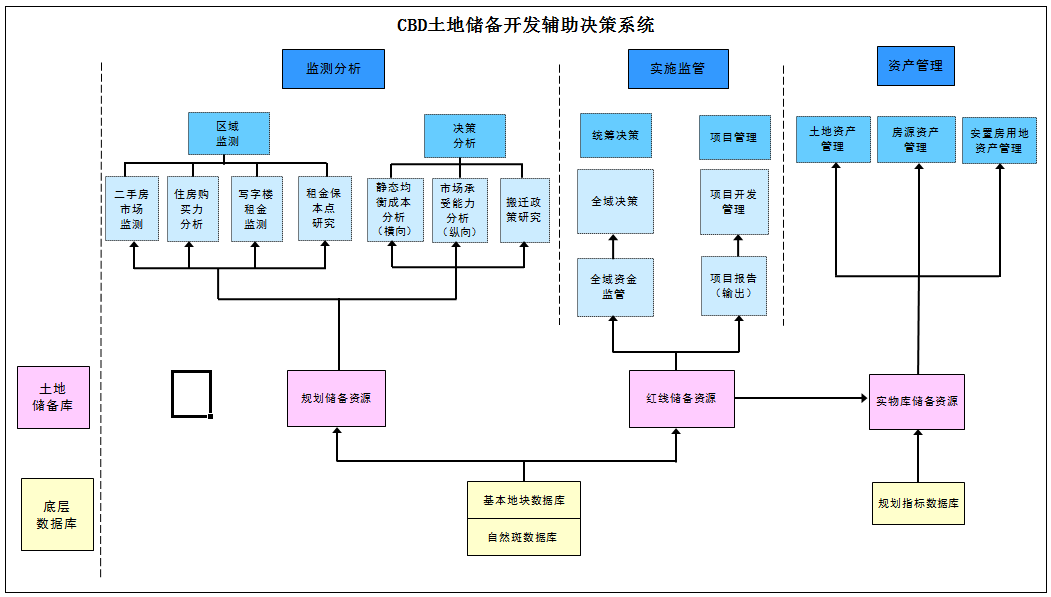 CBD土地储备开发辅助决策系统
监测分析
实施监管
资产管理
区域
监测
决策
分析
统筹决策
项目管理
土地资产
管理
房源资产
管理
安置房用地
资产管理
二手房
市场
监测
住房购
买力
分析
写字楼
租金
监测
租金保
本点
研究
静态均
衡成本
分析
(横向)
市场承
受能力
分析
(纵向)
搬迁政
策研究
全域决策
项目开发
管理
全域资金
监管
项目报告
(输出)
土地
储备库
规划储备资源
红线储备资源
实物库储备资源
底层
数据库
基本地块数据库
自然斑数据库
规划指标数据库